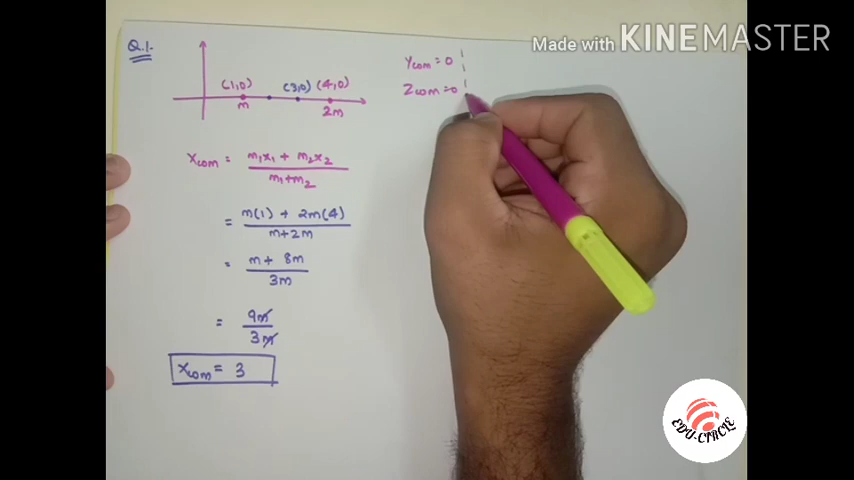 Made with KINEMASTER
Q.1-
(1,0) (3,0) (4,0)
m 2m
xcom = m₁x₁ + m₂x₂
m₁+m₂
= m(1) + 2m(4)
m+2m
= m+ 8m
3m
= 9m
3m
xcom = 3
Ycom = 0
Zcom = 0
EDU-CIRCLE